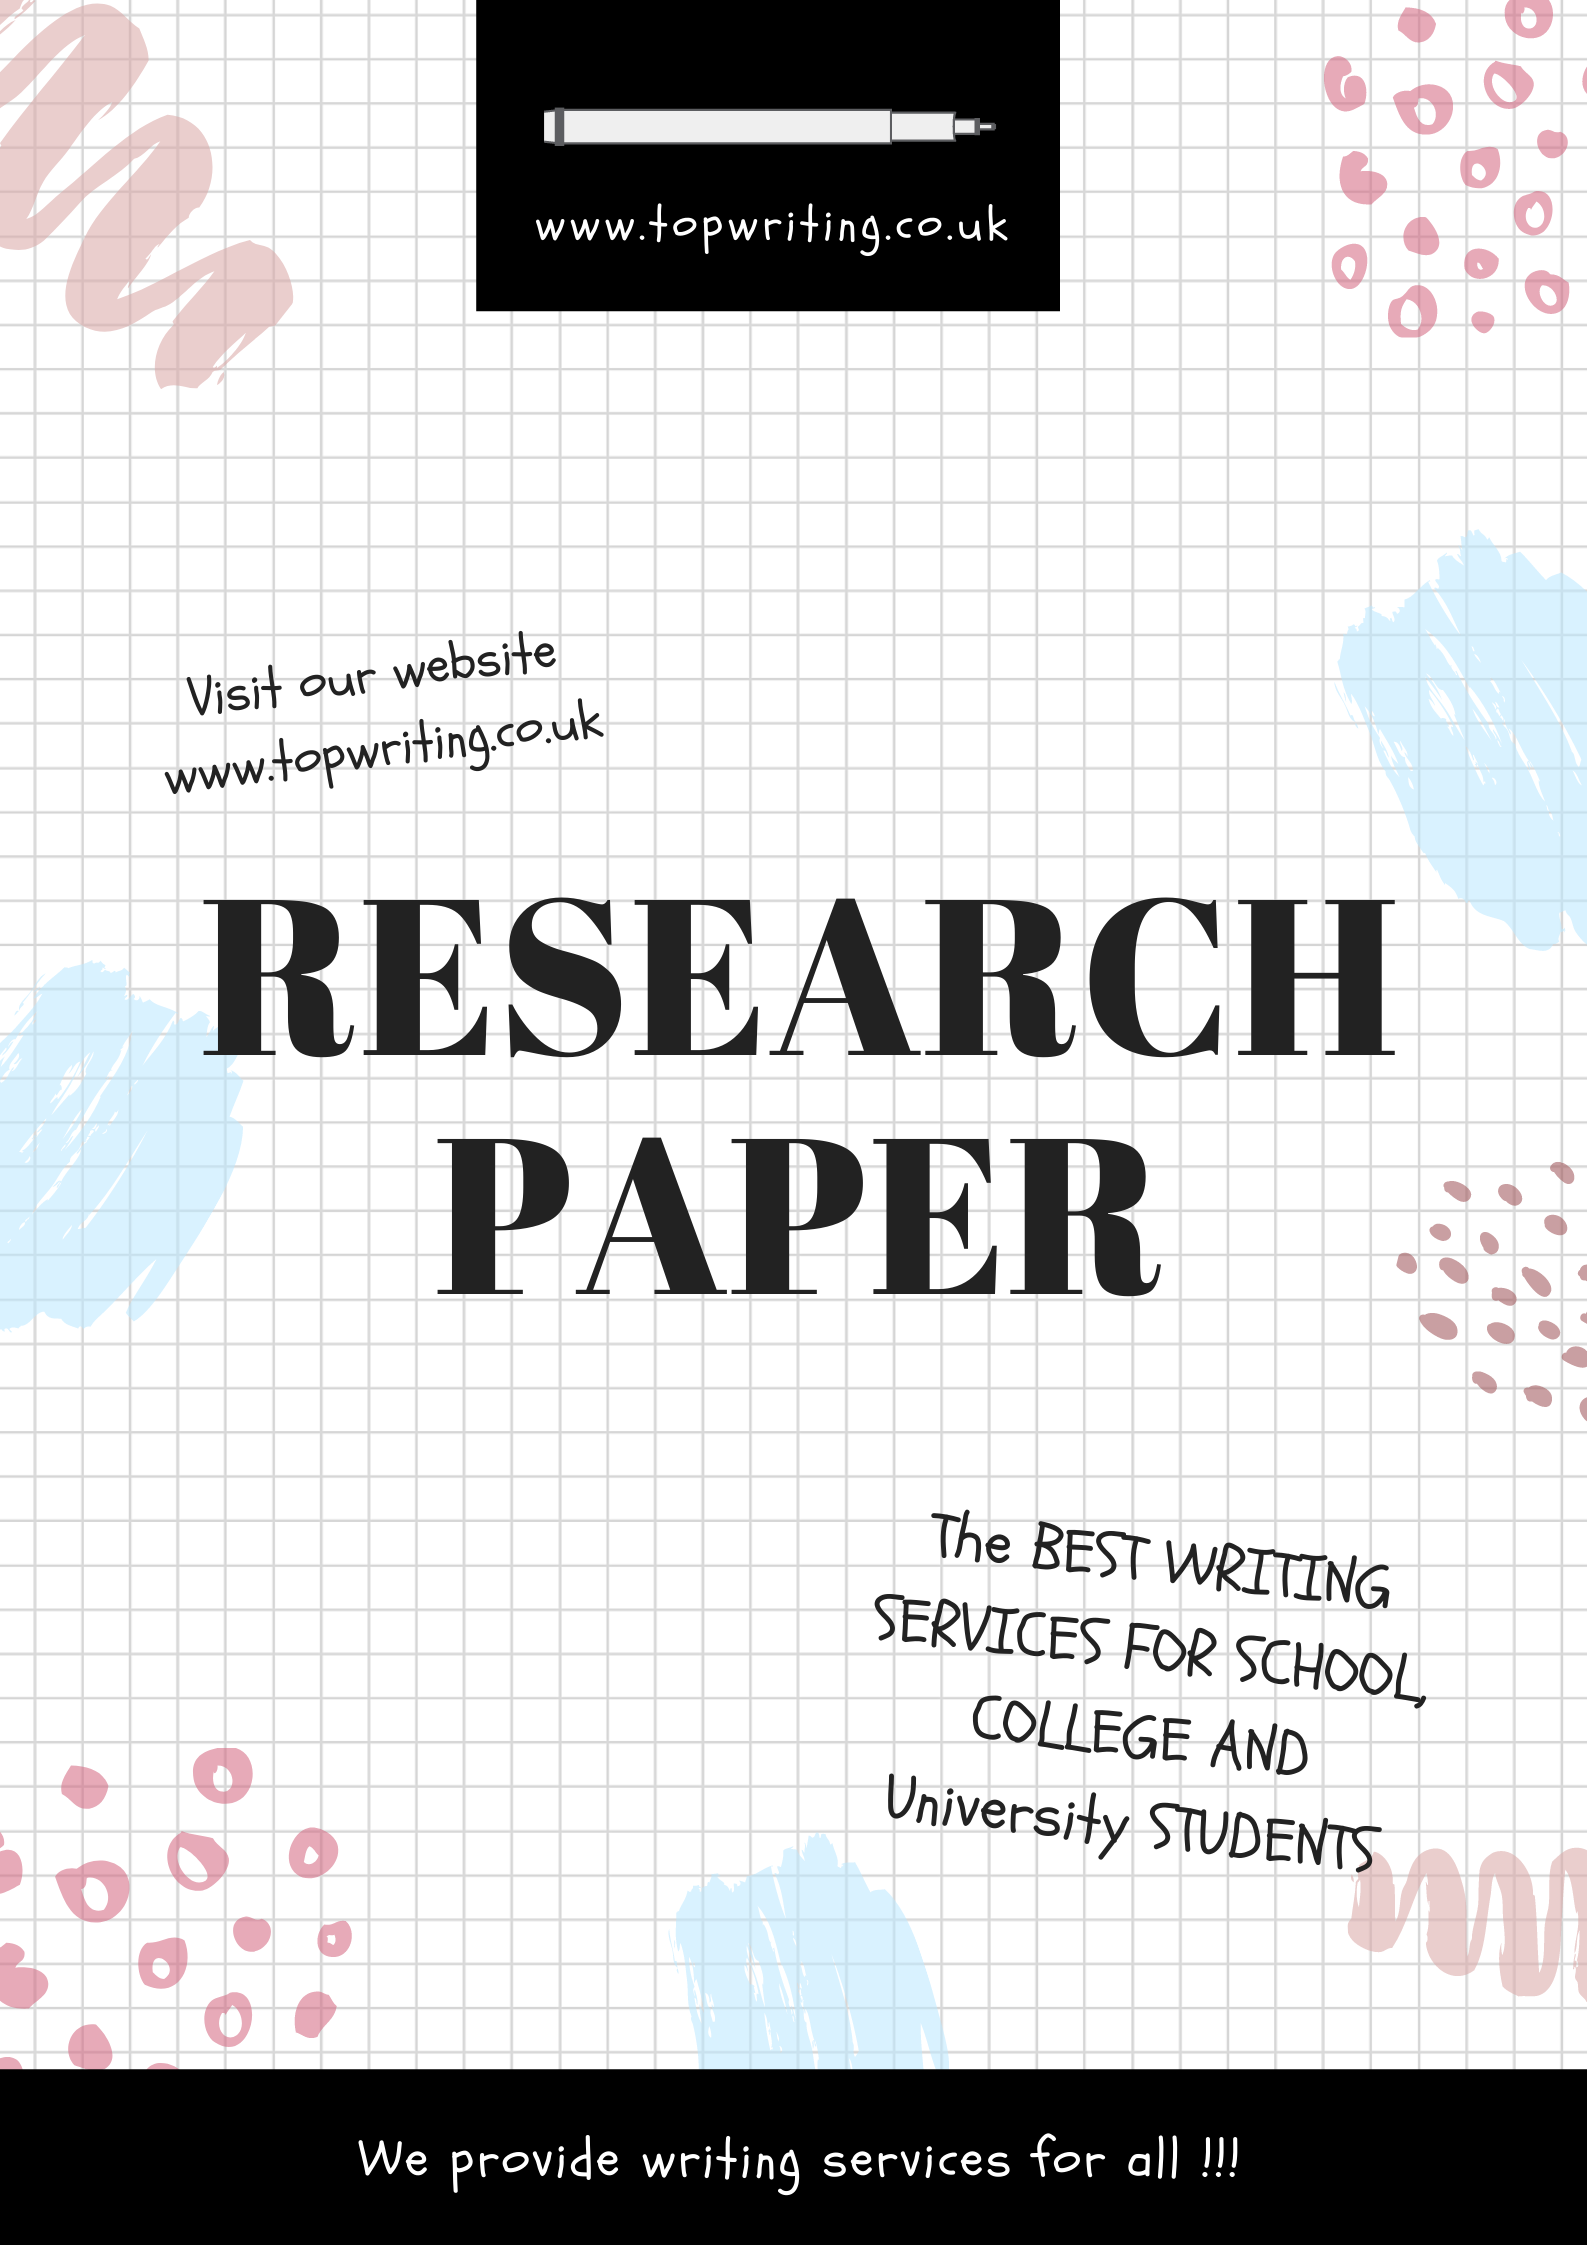 www.topwriting.co.uk
Visit our website
www.topwriting.co.uk
RESEARCH
PAPER
The BEST WRITING
SERVICES FOR SCHOOL,
COLLEGE AND
University STUDENTS
We provide writing services for all !!!